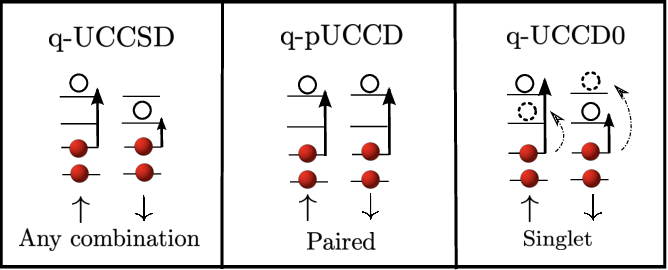 q-UCCSD
q-pUCCD
q-UCCD0
Any combination
Paired
Singlet